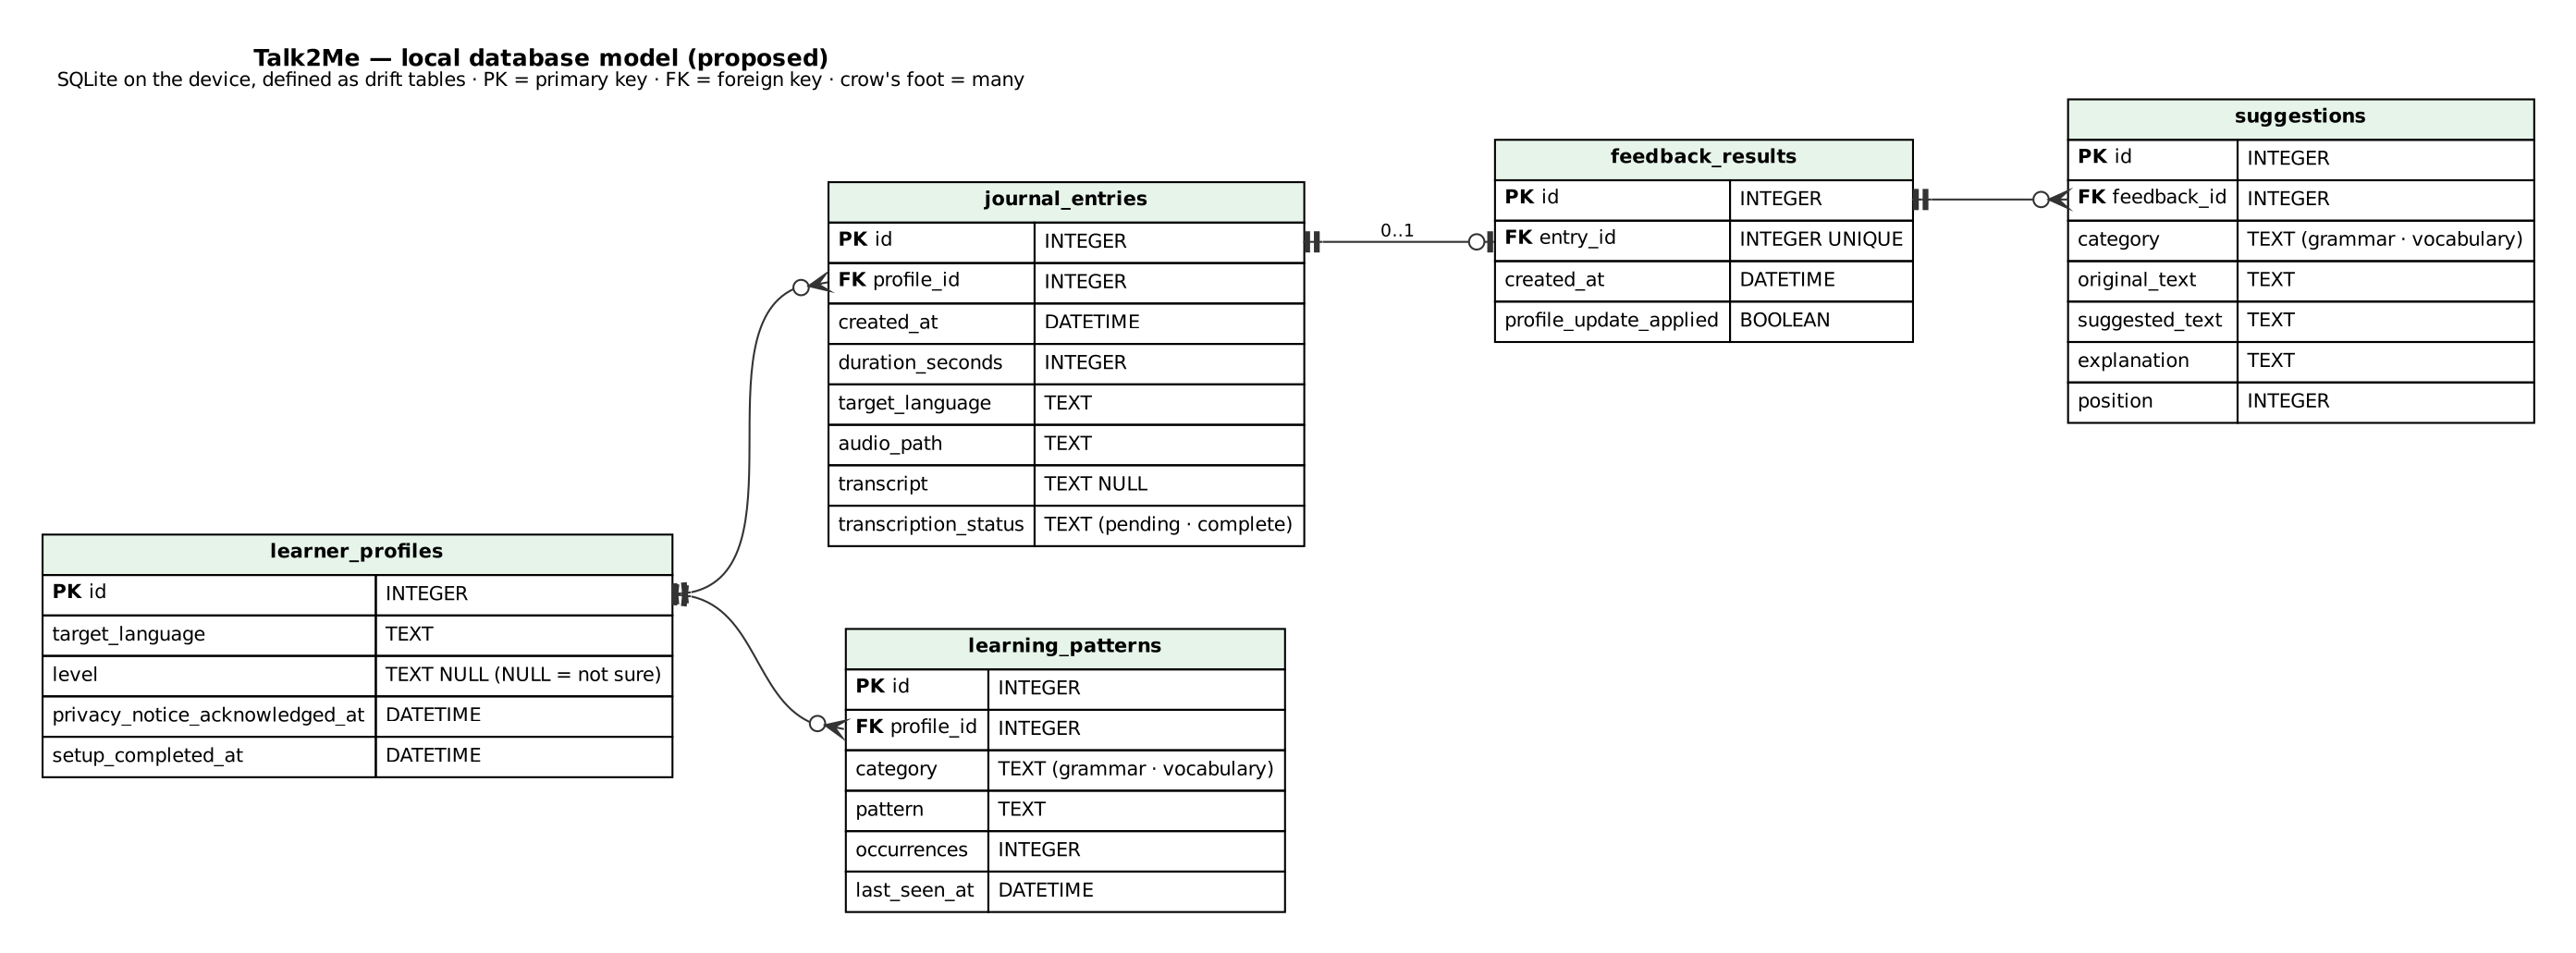 Talk2Me — local database model (proposed)
SQLite on the device, defined as drift tables · PK = primary key · FK = foreign key · crow's foot = many
learner_profiles
PK id INTEGER
target_language TEXT
level TEXT NULL (NULL = not sure)
privacy_notice_acknowledged_at DATETIME
setup_completed_at DATETIME
journal_entries
PK id INTEGER
FK profile_id INTEGER
created_at DATETIME
duration_seconds INTEGER
target_language TEXT
audio_path TEXT
transcript TEXT NULL
transcription_status TEXT (pending · complete)
learning_patterns
PK id INTEGER
FK profile_id INTEGER
category TEXT (grammar · vocabulary)
pattern TEXT
occurrences INTEGER
last_seen_at DATETIME
0..1
feedback_results
PK id INTEGER
FK entry_id INTEGER UNIQUE
created_at DATETIME
profile_update_applied BOOLEAN
suggestions
PK id INTEGER
FK feedback_id INTEGER
category TEXT (grammar · vocabulary)
original_text TEXT
suggested_text TEXT
explanation TEXT
position INTEGER